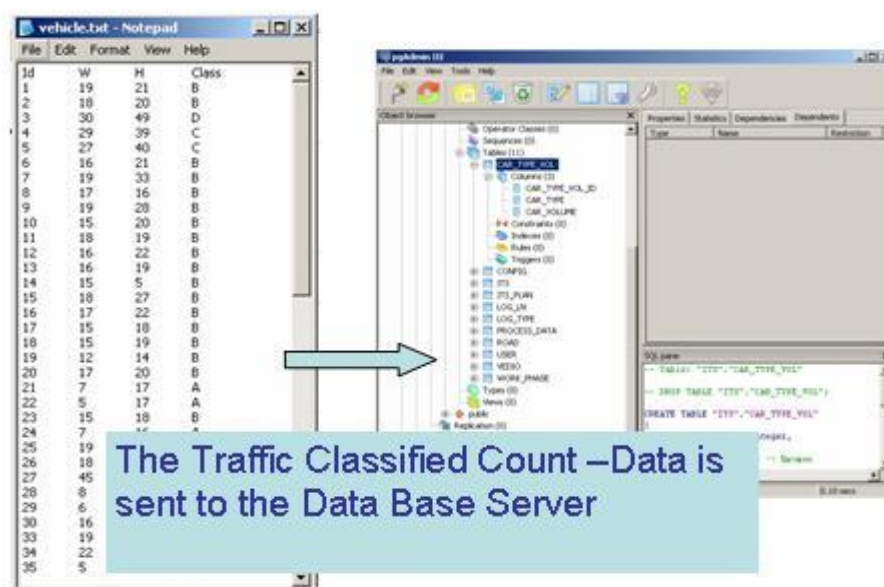 vehicle.txt - Notepad
File Edit Format View Help
Id W H Class
1 19 21 B
2 18 20 B
3 30 49 D
4 29 39 C
5 27 40 C
6 16 21 B
7 19 33 B
8 17 16 B
9 19 28 B
10 15 20 B
11 18 19 B
12 16 22 B
13 16 19 B
14 15 5 B
15 18 27 B
16 17 22 B
17 15 18 B
18 15 19 B
19 12 14 B
20 17 20 B
21 7 17 A
22 5 17 A
23 15 18 B
24 7
25 19
26 18
27 45
28 8
29 6
30 16
33 19
34 22
35 5
pgAdmin III
File Edit View Tools Help
Object browser
Operator Classes (0)
Sequences (0)
Tables (11)
CAR_TYPE_VOL
Columns (3)
CAR_TYPE_VOL_ID
CAR_TYPE
CAR_VOLUME
Constraints (0)
Indexes (0)
Rules (0)
Triggers (0)
CONFIG
ITS
ITS_PLAN
LOG_LN
LOG_TYPE
PROCESS_DATA
ROAD
USER
VEDIO
WORK_PHASE
Types (0)
Views (0)
public
Replication (0)
Properties Statistics Dependencies Dependents
Type Name Restriction
SQL pane
-- Table: "ITS"."CAR_TYPE_VOL"
-- DROP TABLE "ITS"."CAR_TYPE_VOL";
CREATE TABLE "ITS"."CAR_TYPE_VOL"
(
The Traffic Classified Count –Data is
sent to the Data Base Server